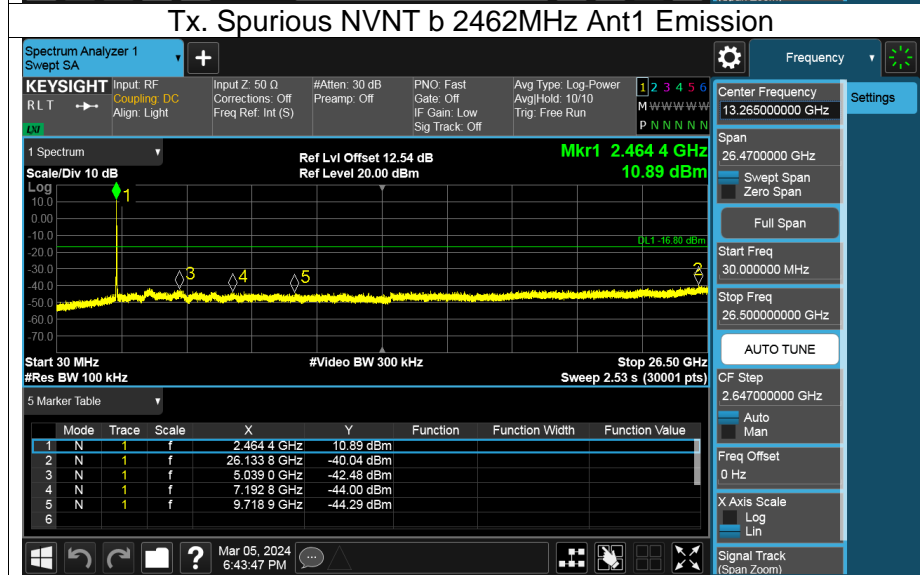 Tx. Spurious NVNT b 2462MHz Ant1 Emission
Spectrum Analyzer 1
Swept SA
+
Frequency
KEYSIGHT
R L T
LXI
Input: RF
Coupling: DC
Align: Light
Input Z: 50 Ω
Corrections: Off
Freq Ref: Int (S)
#Atten: 30 dB
Preamp: Off
PNO: Fast
Gate: Off
IF Gain: Low
Sig Track: Off
Avg Type: Log-Power
Avg|Hold: 10/10
Trig: Free Run
1 2 3 4 5 6
M W W W W W
P N N N N N
1 Spectrum
Scale/Div 10 dB
Ref Lvl Offset 12.54 dB
Ref Level 20.00 dBm
Mkr1 2.464 4 GHz
10.89 dBm
Log
10.0
0.00
-10.0
-20.0
-30.0
-40.0
-50.0
-60.0
-70.0
1
3
4
5
2
DL1 -16.80 dBm
Start 30 MHz
#Video BW 300 kHz
Stop 26.50 GHz
#Res BW 100 kHz
Sweep 2.53 s (30001 pts)
5 Marker Table
Mode Trace Scale X Y Function Function Width Function Value
1 N 1 f 2.464 4 GHz 10.89 dBm
2 N 1 f 26.133 8 GHz -40.04 dBm
3 N 1 f 5.039 0 GHz -42.48 dBm
4 N 1 f 7.192 8 GHz -44.00 dBm
5 N 1 f 9.718 9 GHz -44.29 dBm
6
?
Mar 05, 2024
6:43:47 PM
Center Frequency
13.265000000 GHz
Settings
Span
26.4700000 GHz
Swept Span
Zero Span
Full Span
Start Freq
30.000000 MHz
Stop Freq
26.500000000 GHz
AUTO TUNE
CF Step
2.647000000 GHz
Auto
Man
Freq Offset
0 Hz
X Axis Scale
Log
Lin
Signal Track
(Span Zoom)